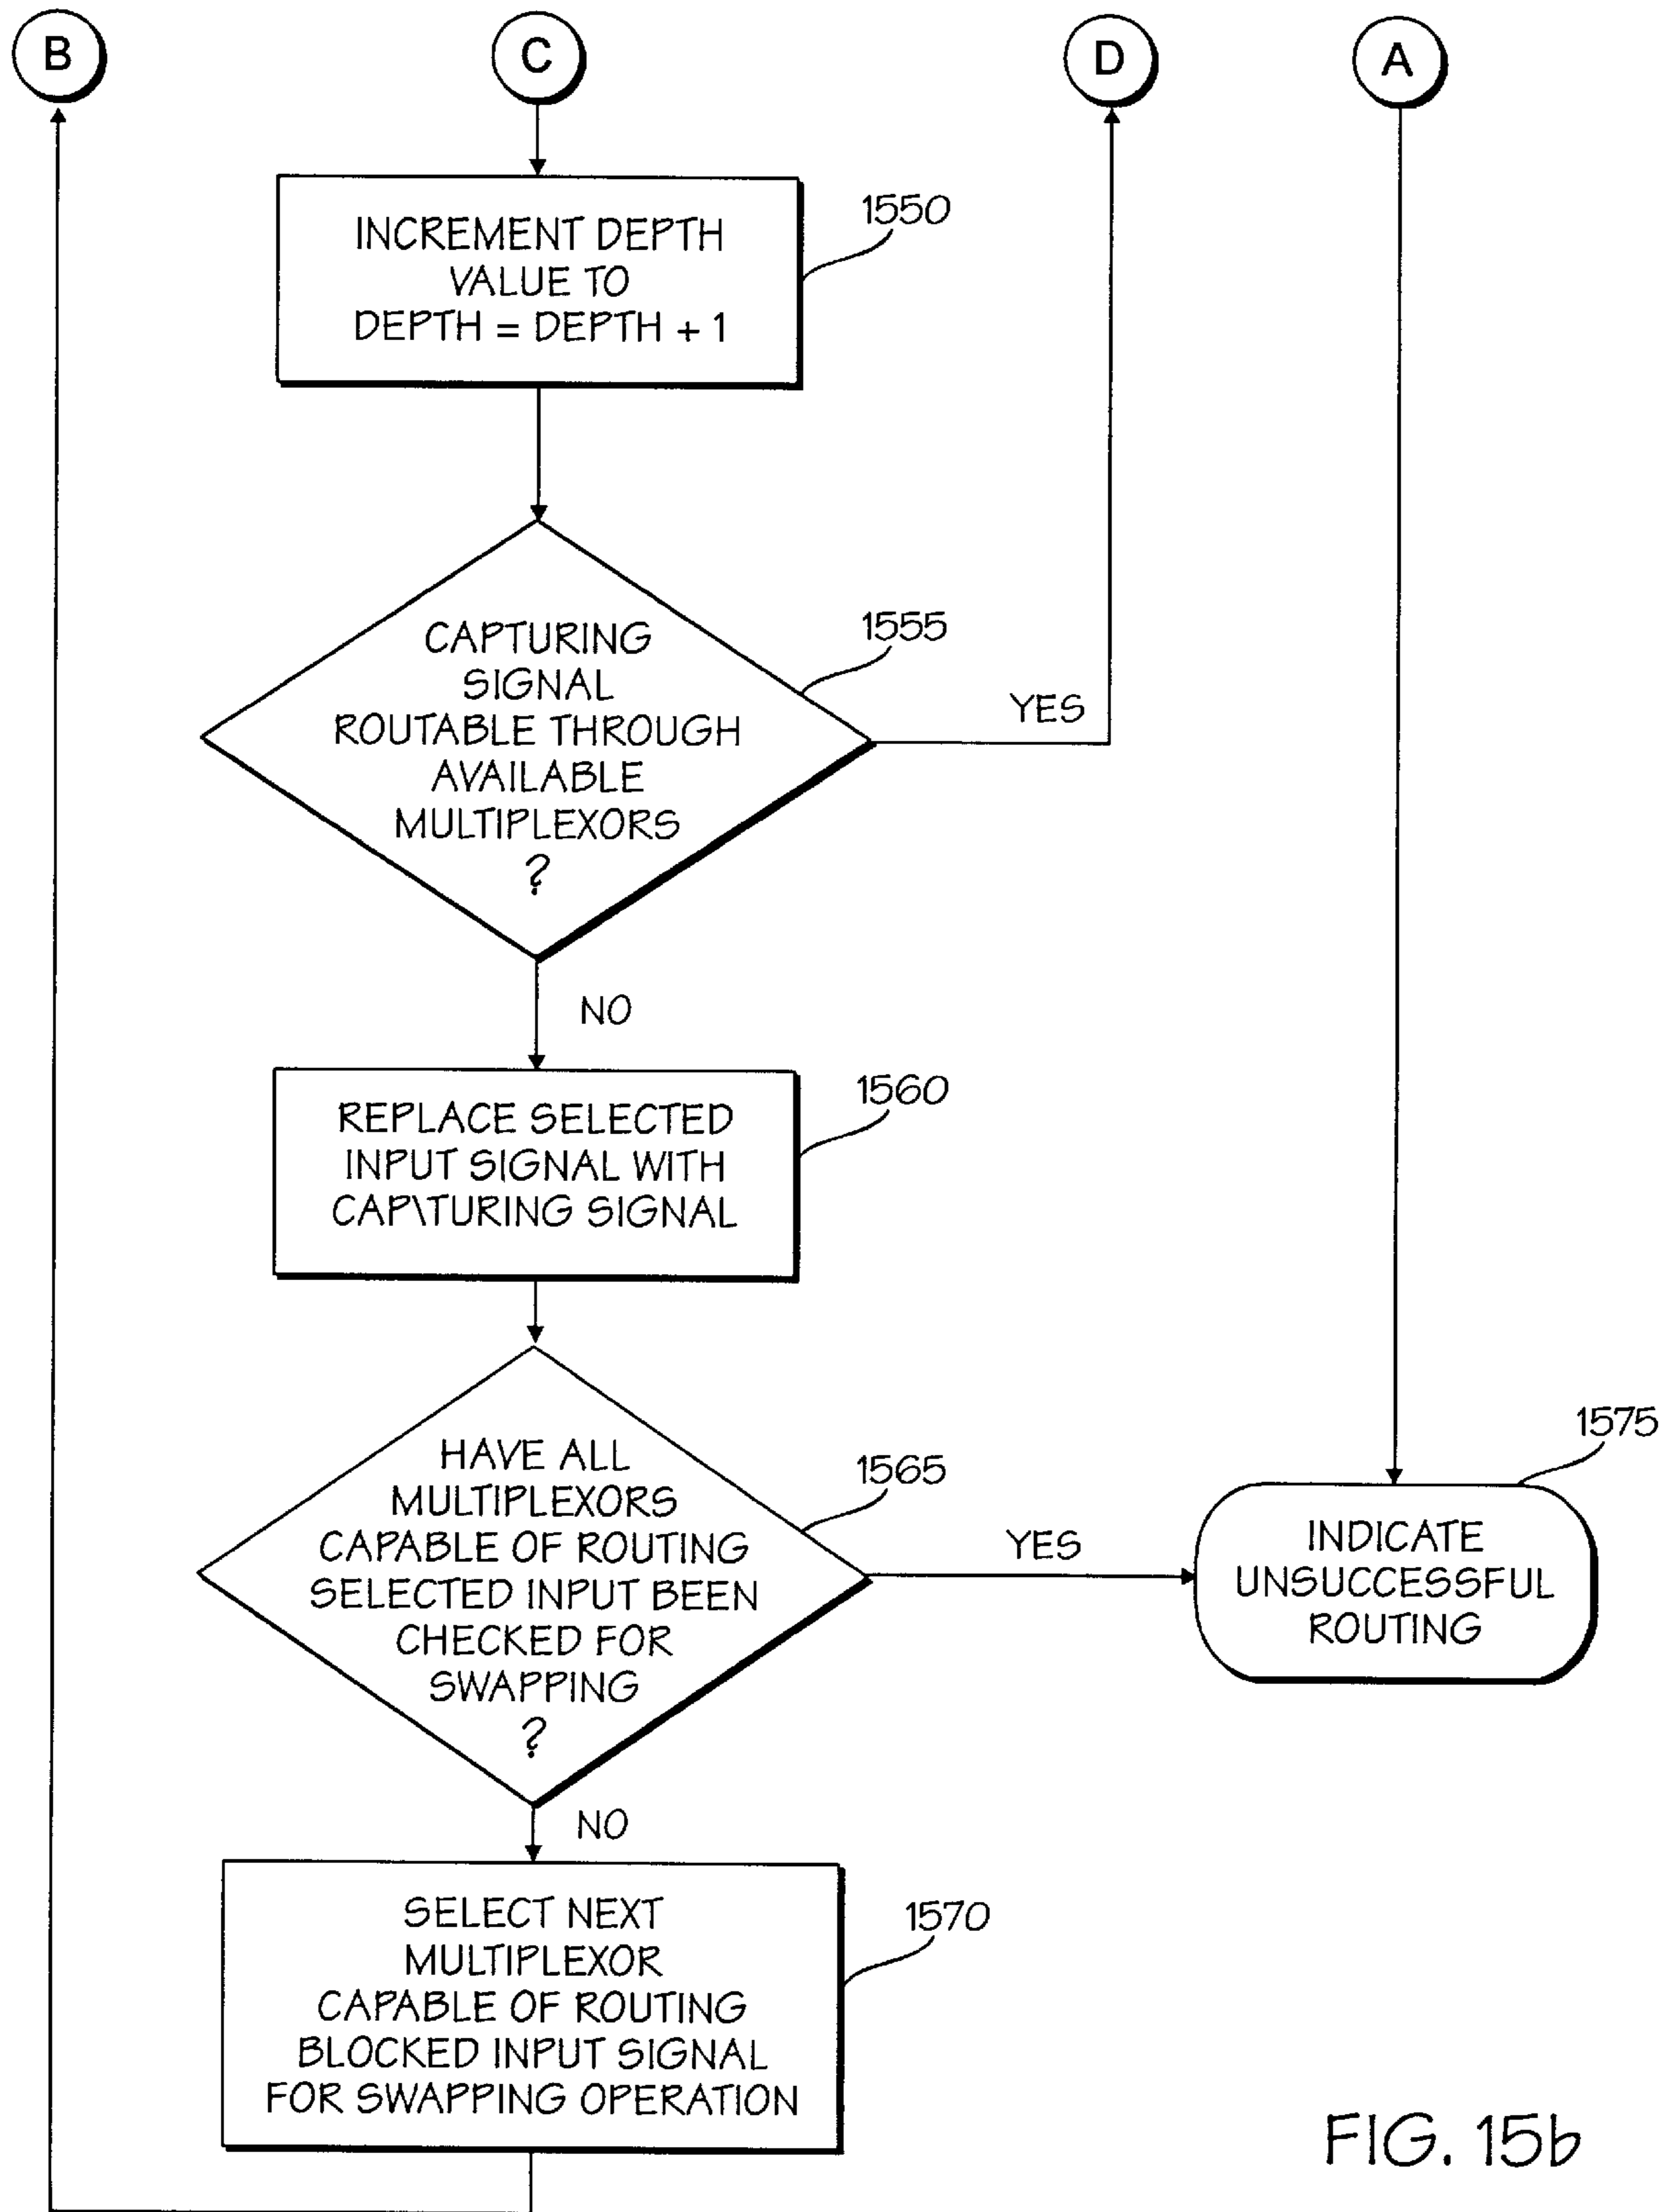 B
C
D
A
INCREMENT DEPTH
VALUE TO
DEPTH = DEPTH + 1
1550
CAPTURING
SIGNAL
ROUTABLE THROUGH
AVAILABLE
MULTIPLEXORS
?
1555
YES
NO
REPLACE SELECTED
INPUT SIGNAL WITH
CAP\TURING SIGNAL
1560
HAVE ALL
MULTIPLEXORS
CAPABLE OF ROUTING
SELECTED INPUT BEEN
CHECKED FOR
SWAPPING
?
1565
YES
1575
INDICATE
UNSUCCESSFUL
ROUTING
NO
SELECT NEXT
MULTIPLEXOR
CAPABLE OF ROUTING
BLOCKED INPUT SIGNAL
FOR SWAPPING OPERATION
1570
FIG. 15b